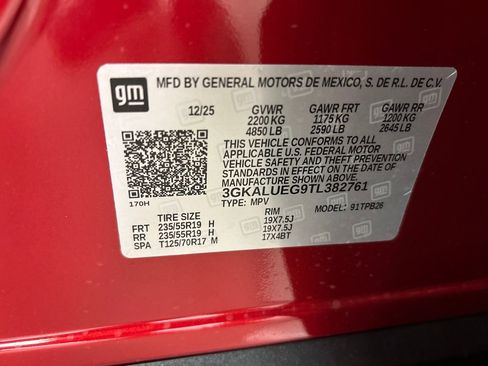 gm MFD BY GENERAL MOTORS DE MEXICO, S. DE R.L. DE C.V.
12/25 GVWR GAWR FRT GAWR RR
2200 KG 1175 KG 1200 KG
4850 LB 2590 LB 2645 LB
THIS VEHICLE CONFORMS TO ALL
APPLICABLE U.S. FEDERAL MOTOR
VEHICLE SAFETY AND THEFT PREVENTION
STANDARDS IN EFFECT ON THE DATE OF
MANUFACTURE SHOWN ABOVE.
3GKALUEG9TL382761
170H TYPE: MPV MODEL: 91TPB26
TIRE SIZE RIM
FRT 235/55R19 H 19X7.5J
RR 235/55R19 H 19X7.5J
SPA T125/70R17 M 17X4BT